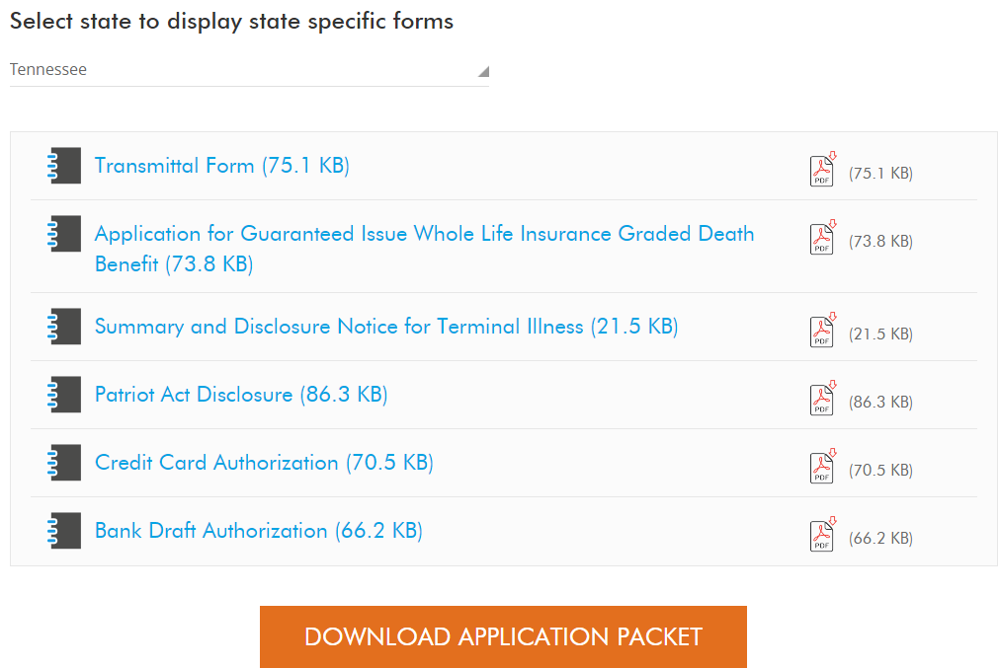 Select state to display state specific forms
Tennessee
Transmittal Form (75.1 KB)
PDF
(75.1 KB)
Application for Guaranteed Issue Whole Life Insurance Graded Death
Benefit (73.8 KB)
PDF
(73.8 KB)
Summary and Disclosure Notice for Terminal Illness (21.5 KB)
PDF
(21.5 KB)
Patriot Act Disclosure (86.3 KB)
PDF
(86.3 KB)
Credit Card Authorization (70.5 KB)
PDF
(70.5 KB)
Bank Draft Authorization (66.2 KB)
PDF
(66.2 KB)
DOWNLOAD APPLICATION PACKET